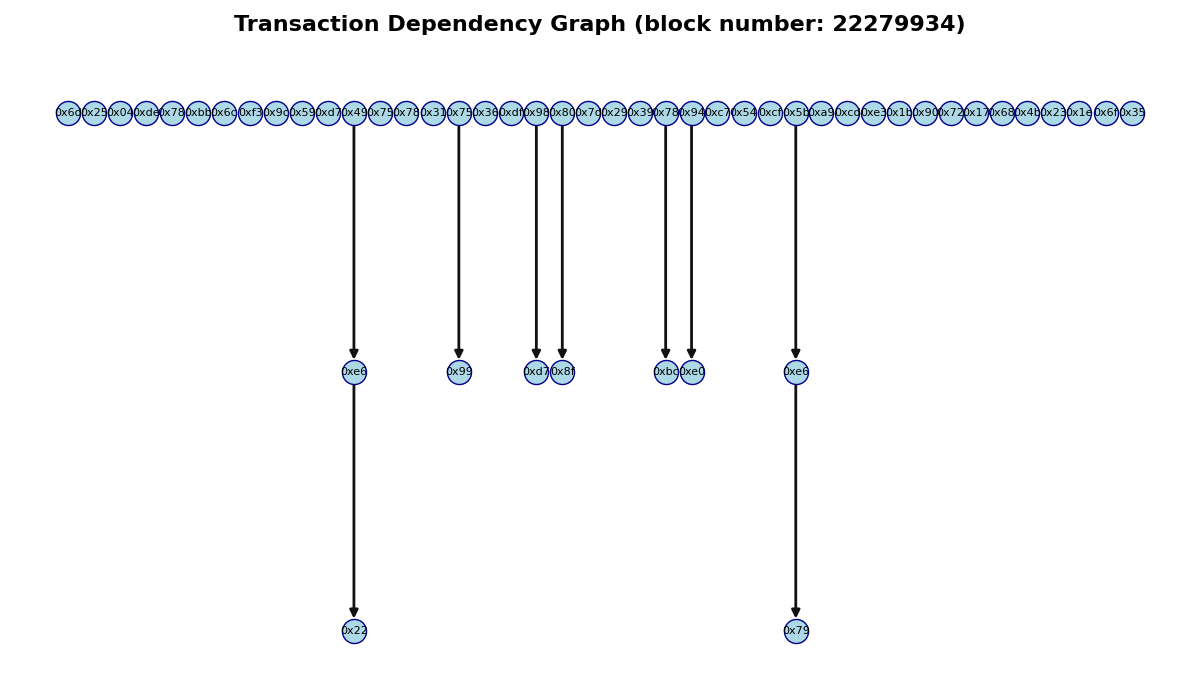 Transaction Dependency Graph (block number: 22279934)
0x6d 0x25 0x04 0xde 0x78 0xbb 0x6c 0xf3 0x9c 0x59 0xd7 0x49 0x75 0x78 0x31 0x75 0x36 0xdf 0x98 0x80 0x7d 0x29 0x39 0x78 0x94 0xc7 0x54 0xcf 0x5b 0xa9 0xcd 0xe3 0x1b 0x90 0x72 0x17 0x68 0x4b 0x23 0x1e 0x6f 0x35
0xe6 0x99 0xd7 0x8f 0xbc 0xe0 0xe6
0x22 0x79